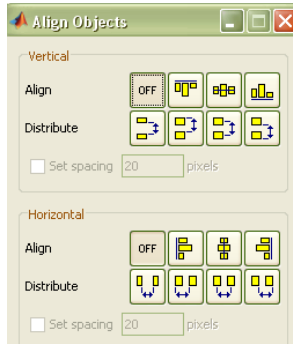 Align Objects
Vertical
Align OFF
Distribute
Set spacing 20 pixels
Horizontal
Align OFF
Distribute
Set spacing 20 pixels